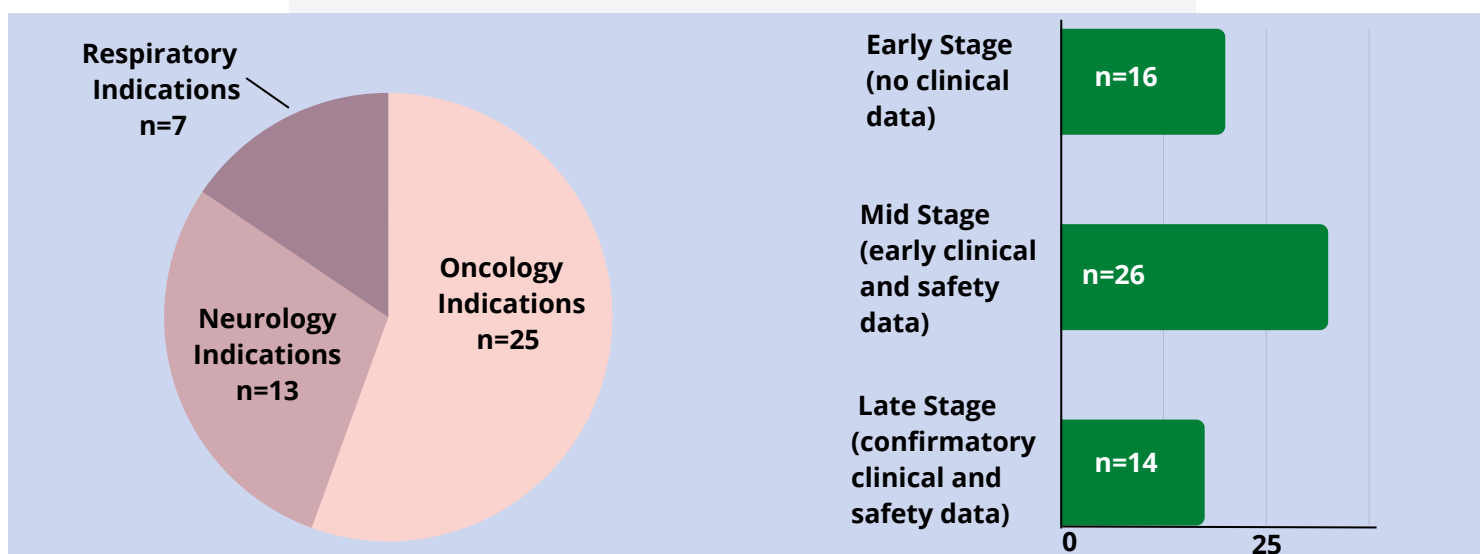 Respiratory
Indications
n=7
Oncology
Indications
n=25
Neurology
Indications
n=13
Early Stage
(no clinical
data)
n=16
Mid Stage
(early clinical
and safety
data)
n=26
Late Stage
(confirmatory
clinical and
safety data)
n=14
0
25